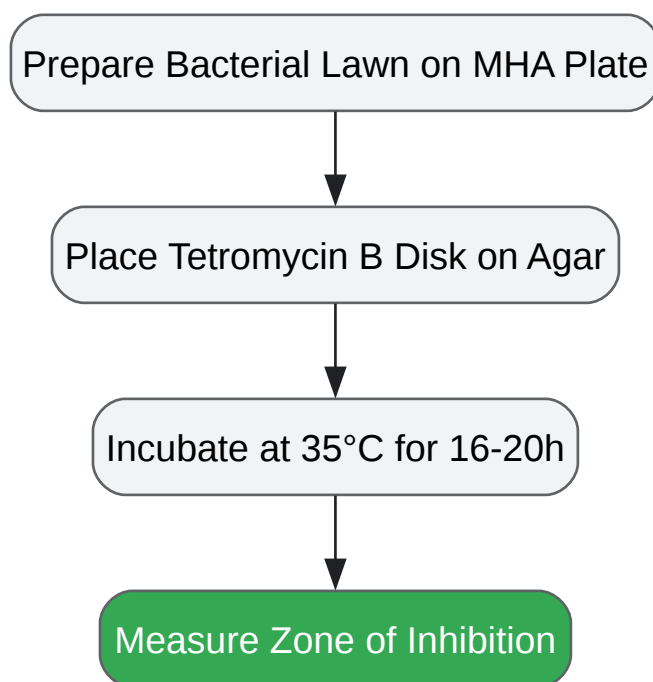 Prepare Bacterial Lawn on MHA Plate
Place Tetromycin B Disk on Agar
Incubate at 35°C for 16-20h
Measure Zone of Inhibition